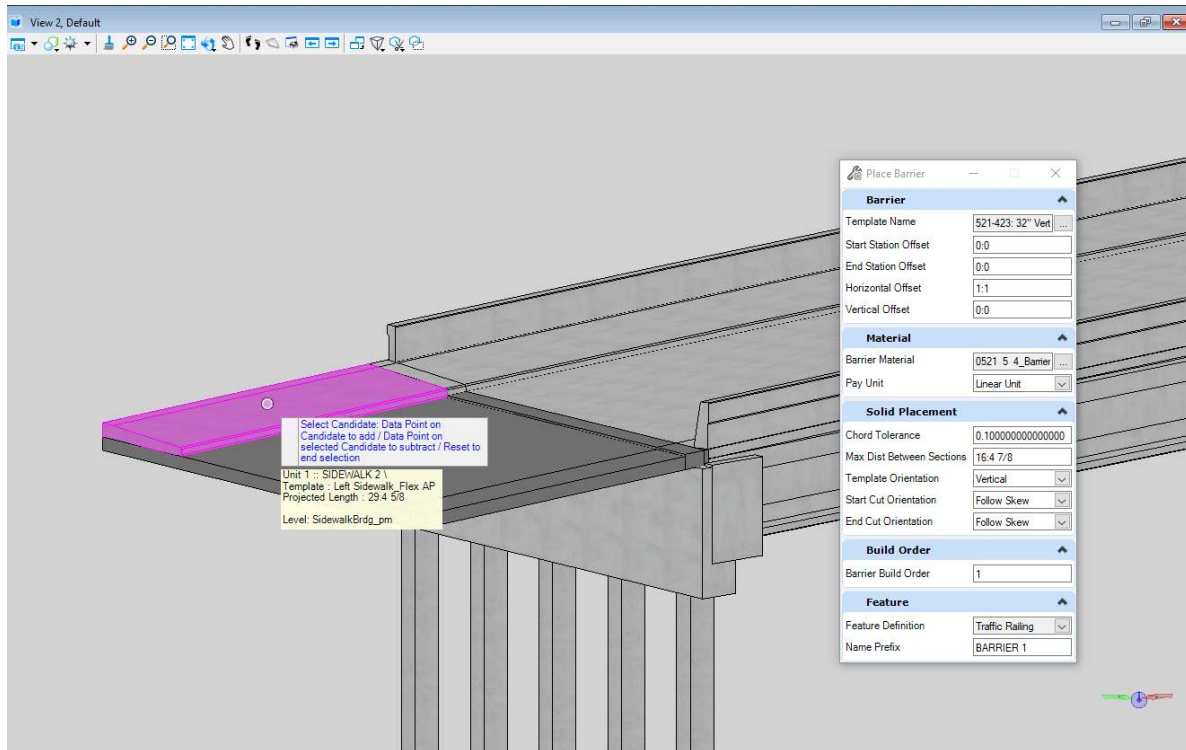 View 2, Default
Select Candidate: Data Point on
Candidate to add / Data Point on
selected Candidate to subtract / Reset to
end selection
Unit 1 :: SIDEWALK 2 \
Template : Left Sidewalk_Flex AP
Projected Length : 29:4 5/8
Level: SidewalkBrdg_pm
Place Barrier
Barrier
Template Name 521-423: 32" Vert ...
Start Station Offset 0:0
End Station Offset 0:0
Horizontal Offset 1:1
Vertical Offset 0:0
Material
Barrier Material 0521 5 4_Barrier ...
Pay Unit Linear Unit
Solid Placement
Chord Tolerance 0.100000000000000
Max Dist Between Sections 16:4 7/8
Template Orientation Vertical
Start Cut Orientation Follow Skew
End Cut Orientation Follow Skew
Build Order
Barrier Build Order 1
Feature
Feature Definition Traffic Railing
Name Prefix BARRIER 1